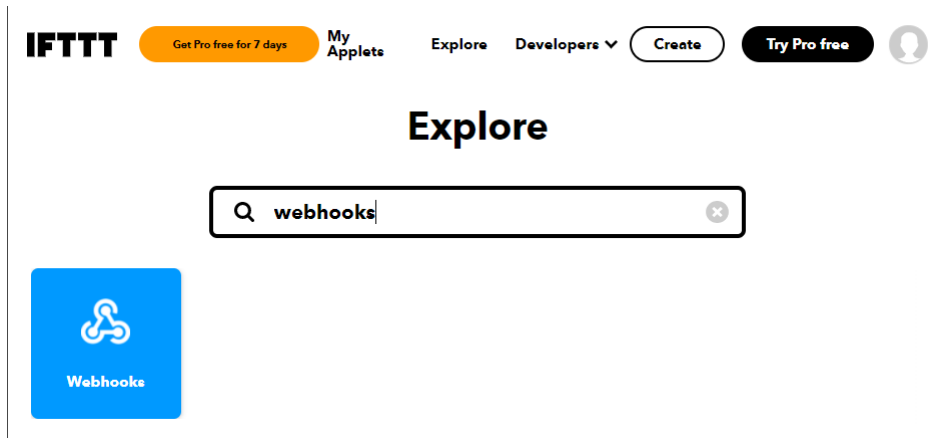 IFTTT
Get Pro free for 7 days
My
Applets
Explore
Developers
Create
Try Pro free
Explore
webhooks
Webhooks